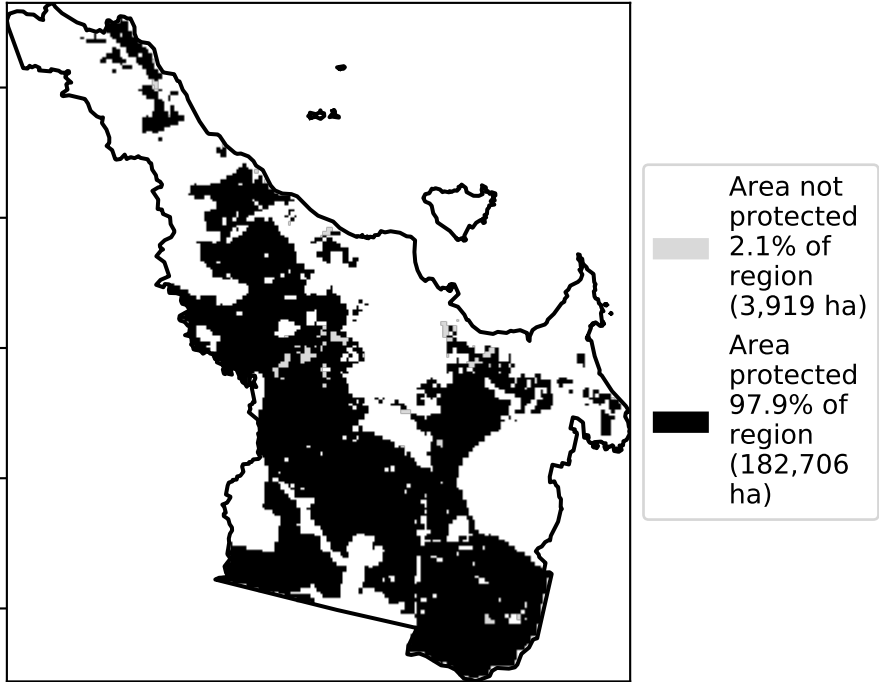 Area not
protected
2.1% of
region
(3,919 ha)
Area
protected
97.9% of
region
(182,706
ha)